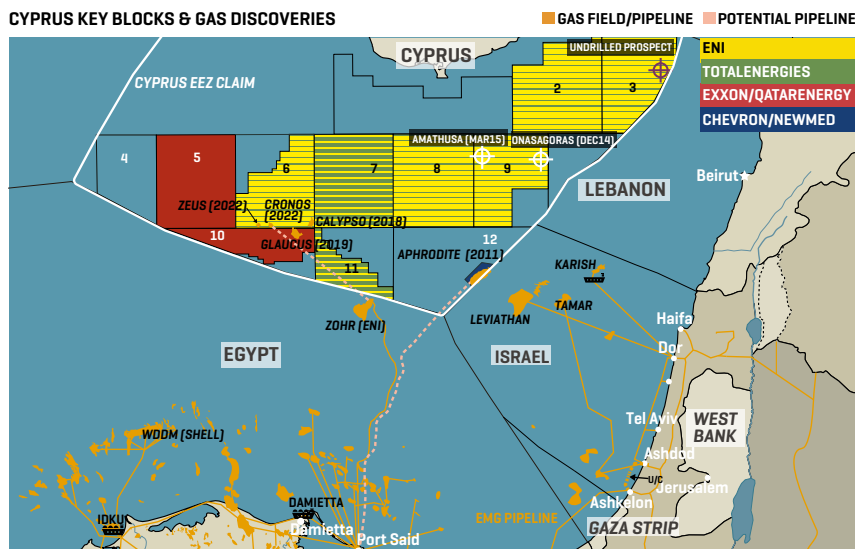 CYPRUS KEY BLOCKS & GAS DISCOVERIES
GAS FIELD/PIPELINE
POTENTIAL PIPELINE
UNDRILLED PROSPECT
ENI
TOTALENERGIES
EXXON/QATARENERGY
CHEVRON/NEWMED
CYPRUS
CYPRUS EEZ CLAIM
2
3
AMATHUSA (MAR15)
ONASAGORAS (DEC14)
4
5
6
7
8
9
LEBANON
Beirut
ZEUS (2022)
CRONOS
(2022)
CALYPSO (2018)
10
GLAUCUS (2019)
11
12
APHRODITE (2011)
KARISH
TAMAR
LEVIATHAN
ZOHR (ENI)
Haifa
Dor
EGYPT
ISRAEL
WDDM (SHELL)
Tel Aviv
WEST
BANK
Ashdod
U/C
Jerusalem
Ashkelon
DAMIETTA
Damietta
IDKU
EMG PIPELINE
GAZA STRIP
Port Said